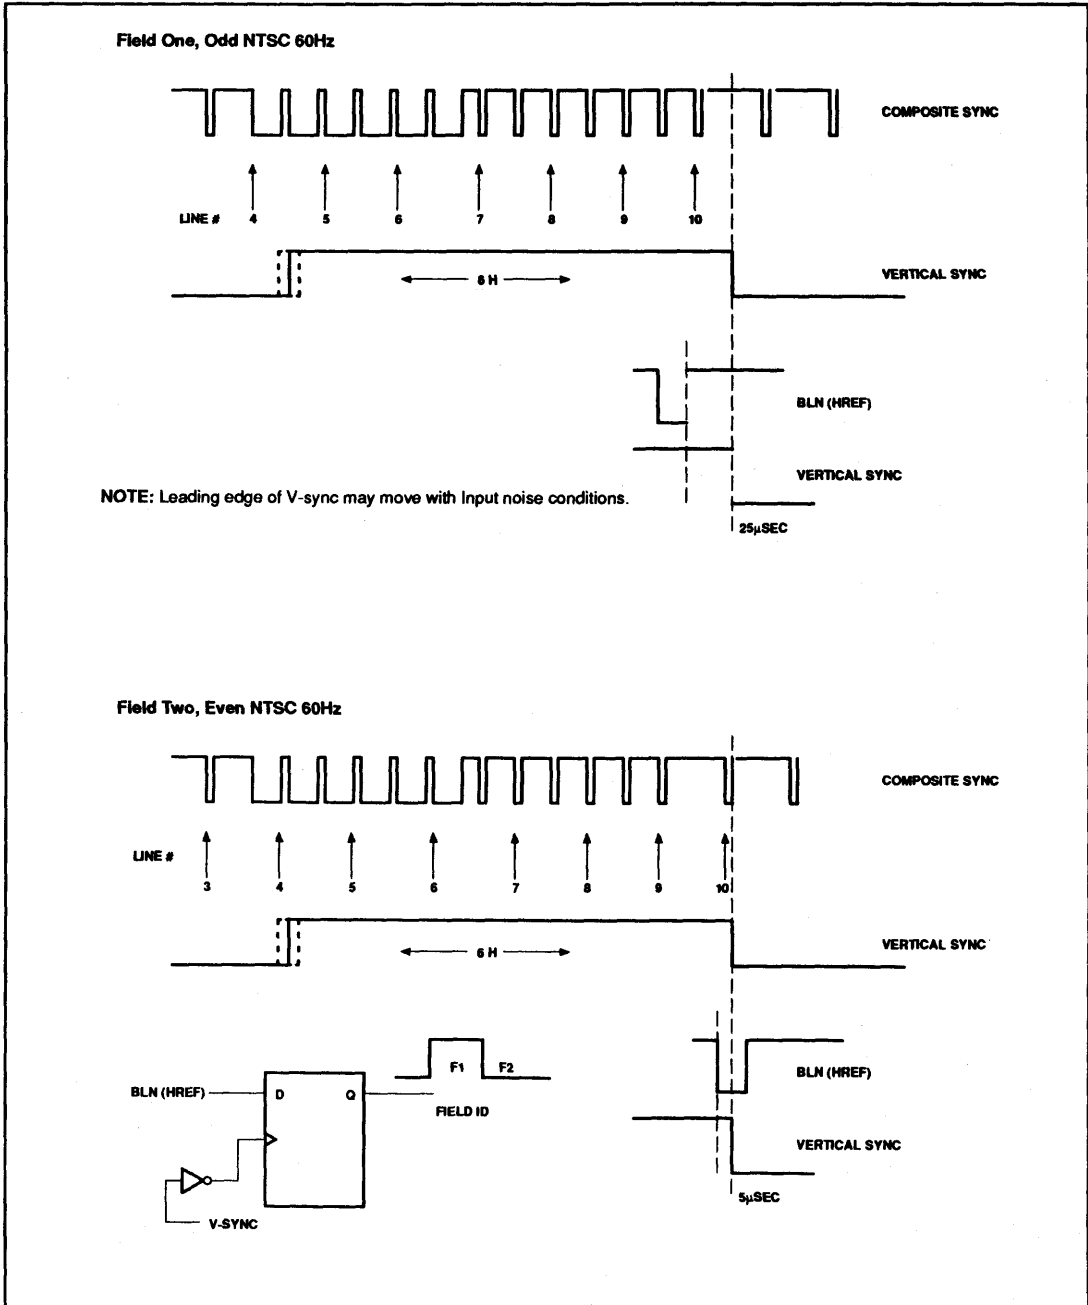 Field One, Odd NTSC 60Hz
COMPOSITE SYNC
LINE # 4 5 6 7 8 9 10
6 H
VERTICAL SYNC
BLN (HREF)
VERTICAL SYNC
NOTE: Leading edge of V-sync may move with Input noise conditions.
25µSEC
Field Two, Even NTSC 60Hz
COMPOSITE SYNC
LINE #
3 4 5 6 7 8 9 10
6 H
VERTICAL SYNC
F1 F2
BLN (HREF) D Q
FIELD ID
BLN (HREF)
VERTICAL SYNC
5µSEC
V-SYNC